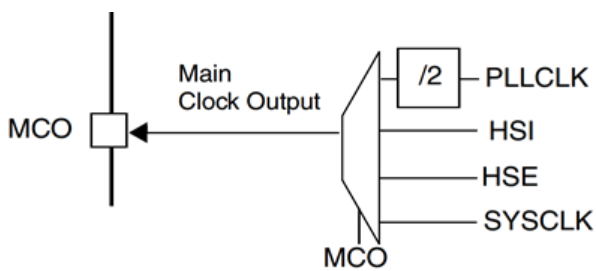 Main
Clock Output
/2
PLLCLK
MCO
HSI
HSE
SYSCLK
MCO